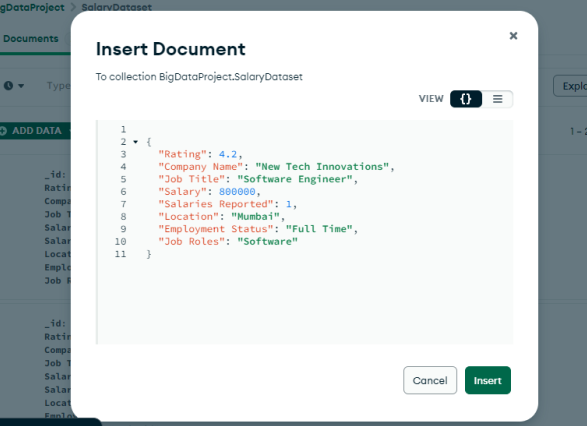 gDataProject > SalaryDataset
Documents
Type
Explo
ADD DATA
1 – 2
_id:
Ratin
Compa
Job T
Salar
Salar
Locat
Emplo
Job R
_id:
Ratin
Compa
Job T
Salar
Salar
Locat
Emplo
Insert Document
To collection BigDataProject.SalaryDataset
VIEW {}
1
2 {
3 "Rating": 4.2,
4 "Company Name": "New Tech Innovations",
5 "Job Title": "Software Engineer",
6 "Salary": 800000,
7 "Salaries Reported": 1,
8 "Location": "Mumbai",
9 "Employment Status": "Full Time",
10 "Job Roles": "Software"
11 }
Cancel
Insert